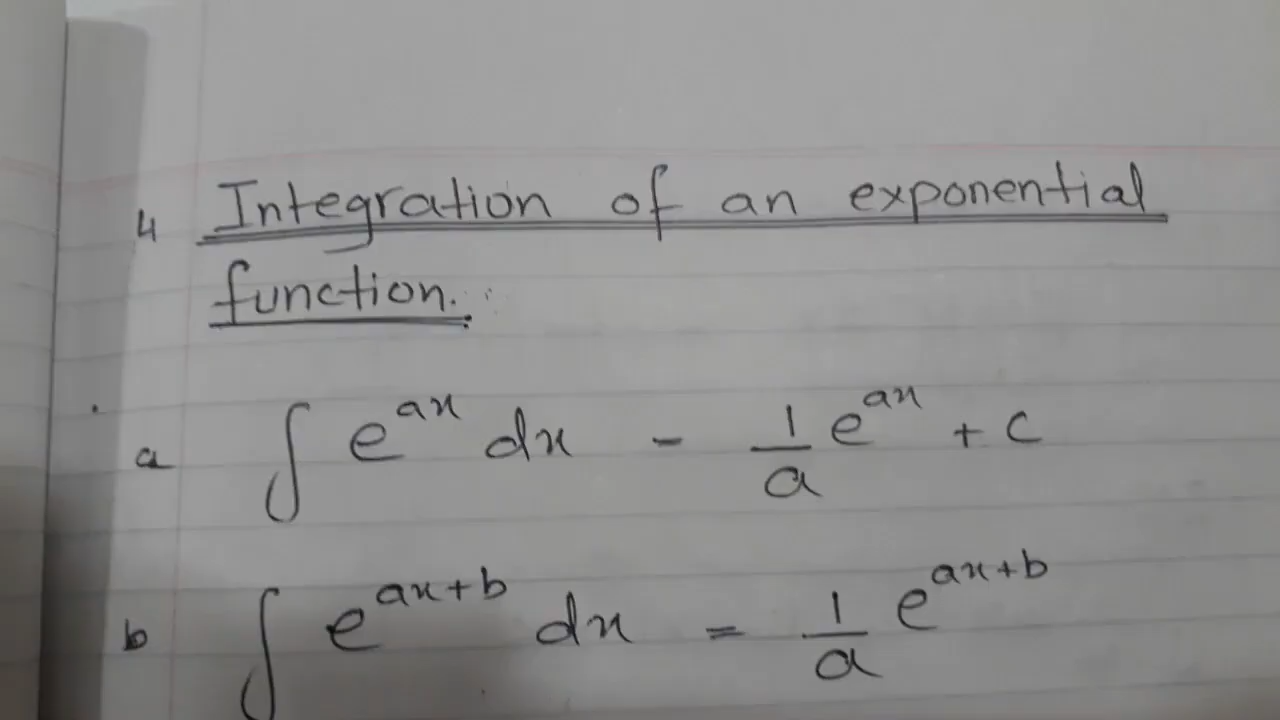 4 Integration of an exponential
function.
a ∫ e^{ax} dx - 1/a e^{ax} + c
b ∫ e^{ax+b} dx = 1/a e^{ax+b}